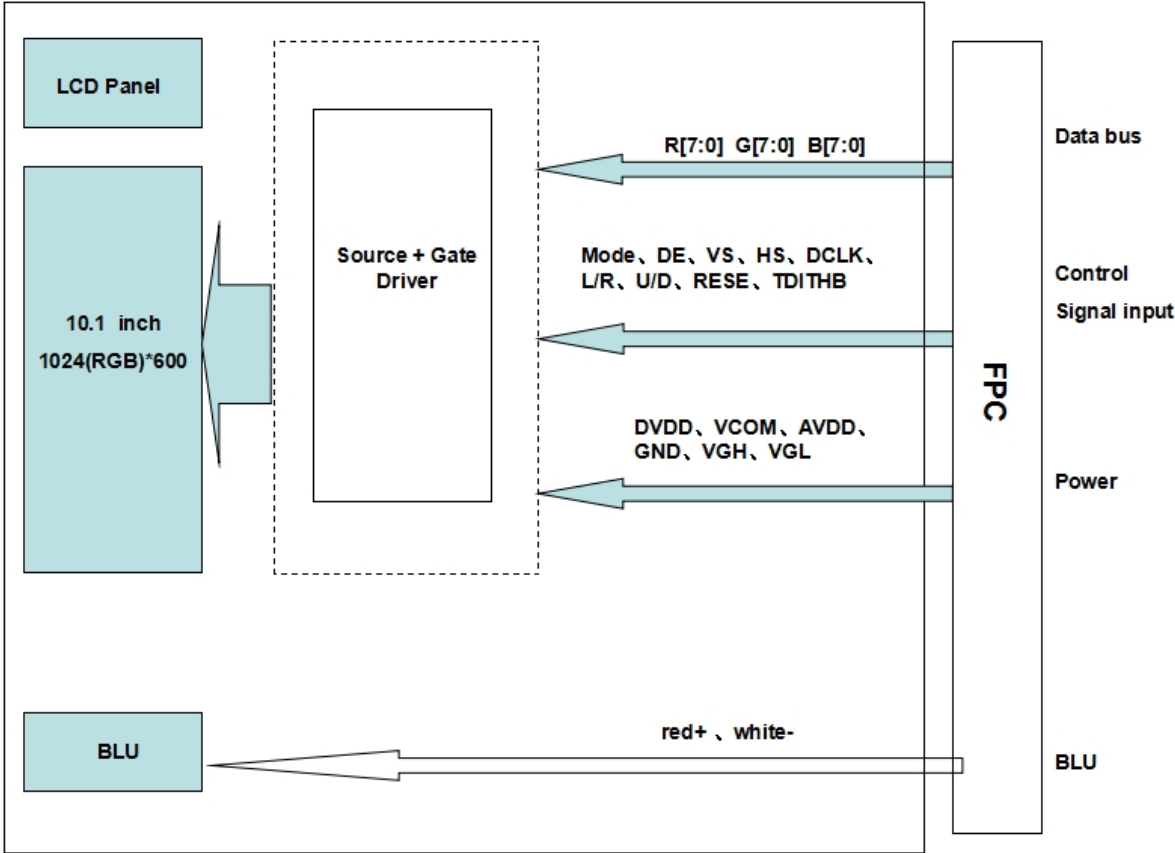 LCD Panel
R[7:0] G[7:0] B[7:0]
Data bus
Source + Gate
Driver
Mode、DE、VS、HS、DCLK、
L/R、U/D、RESE、TDITHB
Control
Signal input
10.1 inch
1024(RGB)*600
FPC
DVDD、VCOM、AVDD、
GND、VGH、VGL
Power
BLU
red+ 、white-
BLU